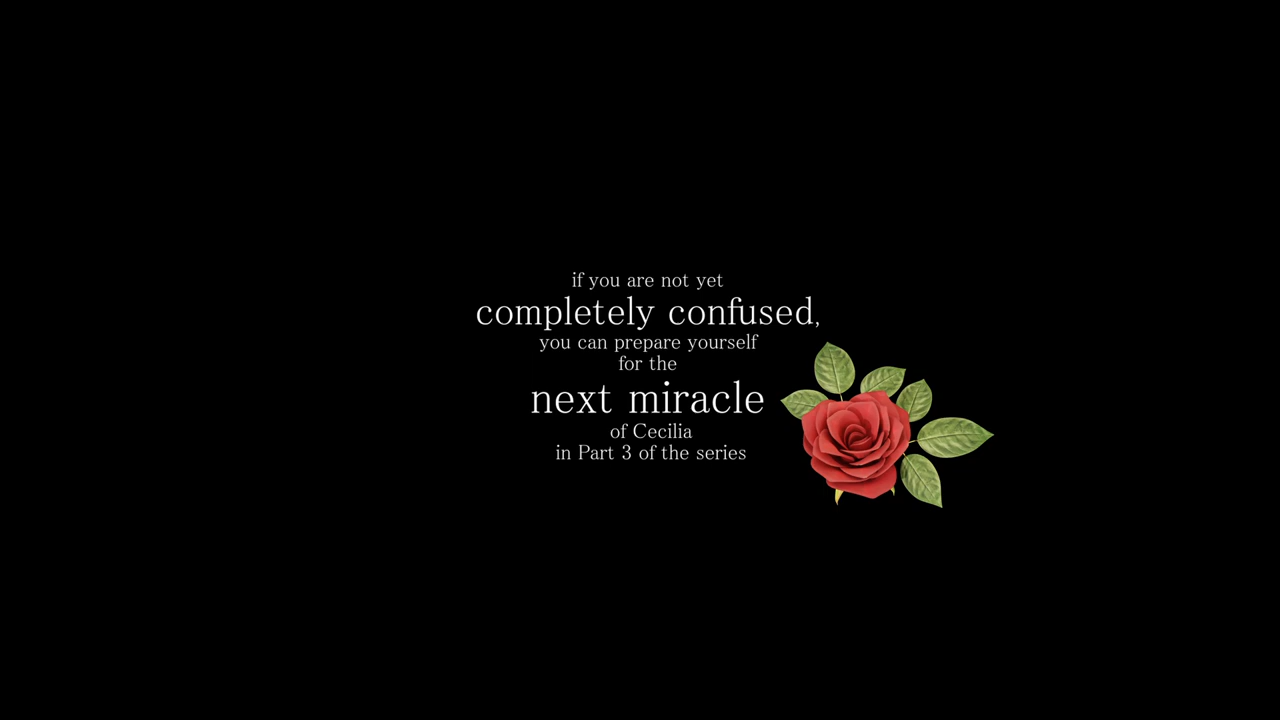 if you are not yet
completely confused,
you can prepare yourself
for the
next miracle
of Cecilia
in Part 3 of the series